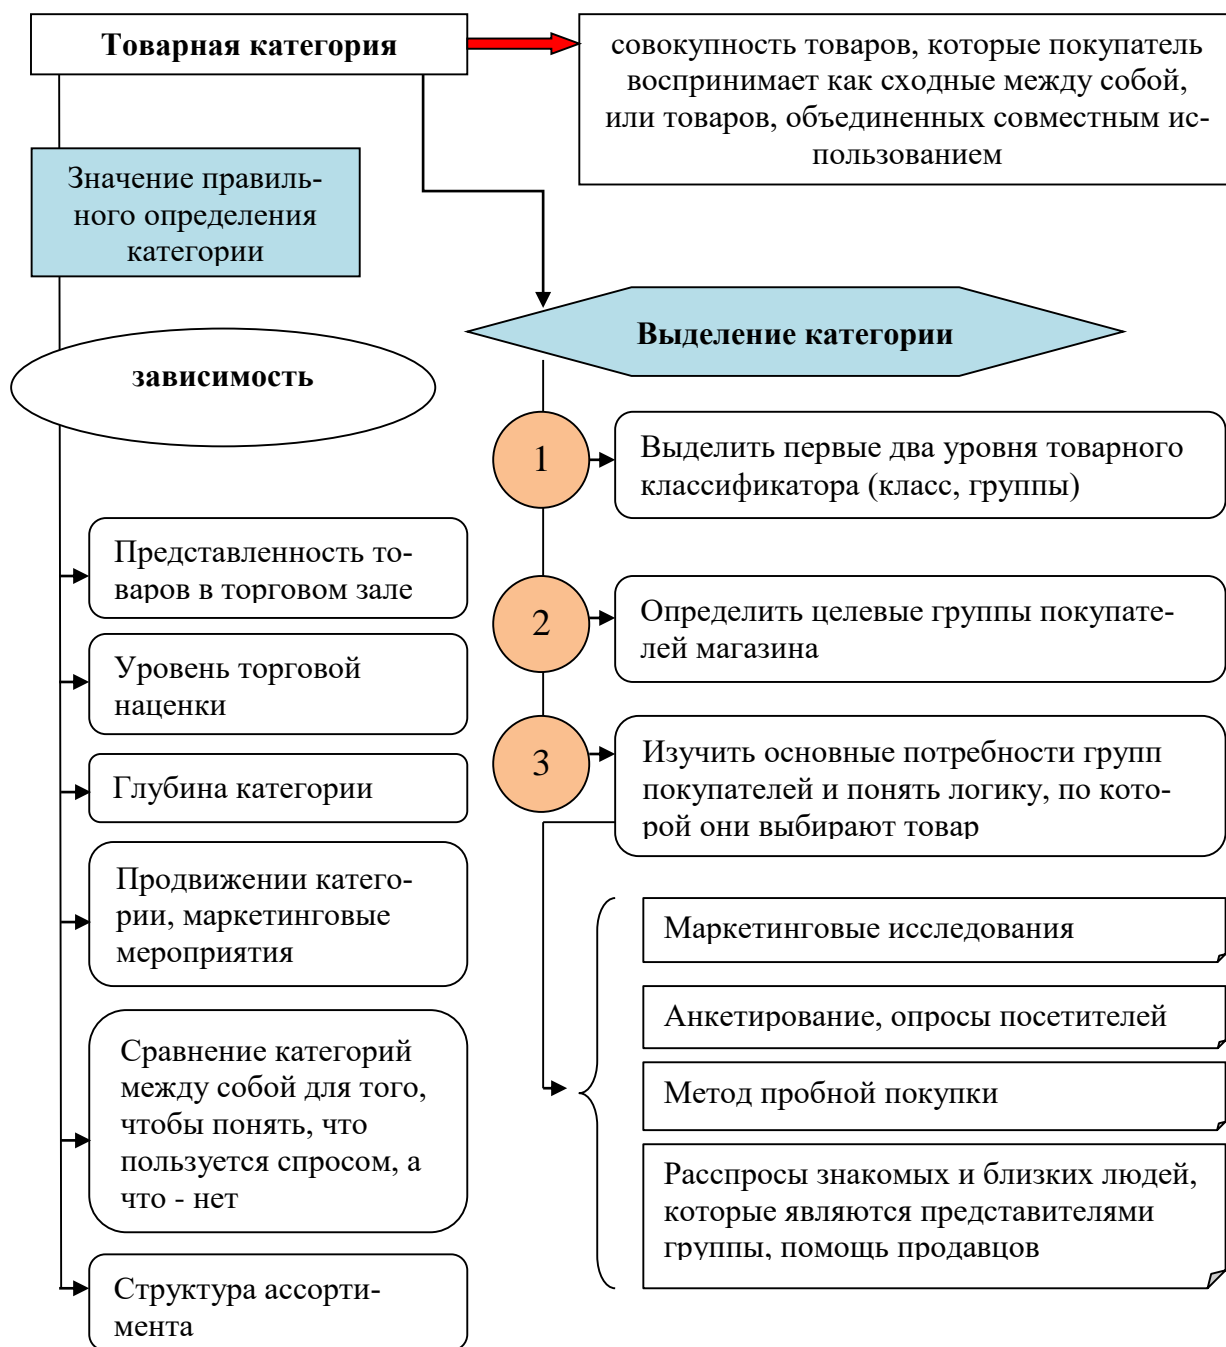 Товарная категория
совокупность товаров, которые покупатель
воспринимает как сходные между собой,
или товаров, объединенных совместным ис-
пользованием
Значение правиль-
ного определения
категории
зависимость
Представленность то-
варов в торговом зале
Уровень торговой
наценки
Глубина категории
Продвижении катего-
рии, маркетинговые
мероприятия
Сравнение категорий
между собой для того,
чтобы понять, что
пользуется спросом, а
что - нет
Структура ассорти-
мента
Выделение категории
1
Выделить первые два уровня товарного
классификатора (класс, группы)
2
Определить целевые группы покупате-
лей магазина
3
Изучить основные потребности групп
покупателей и понять логику, по кото-
рой они выбирают товар
Маркетинговые исследования
Анкетирование, опросы посетителей
Метод пробной покупки
Расспросы знакомых и близких людей,
которые являются представителями
группы, помощь продавцов